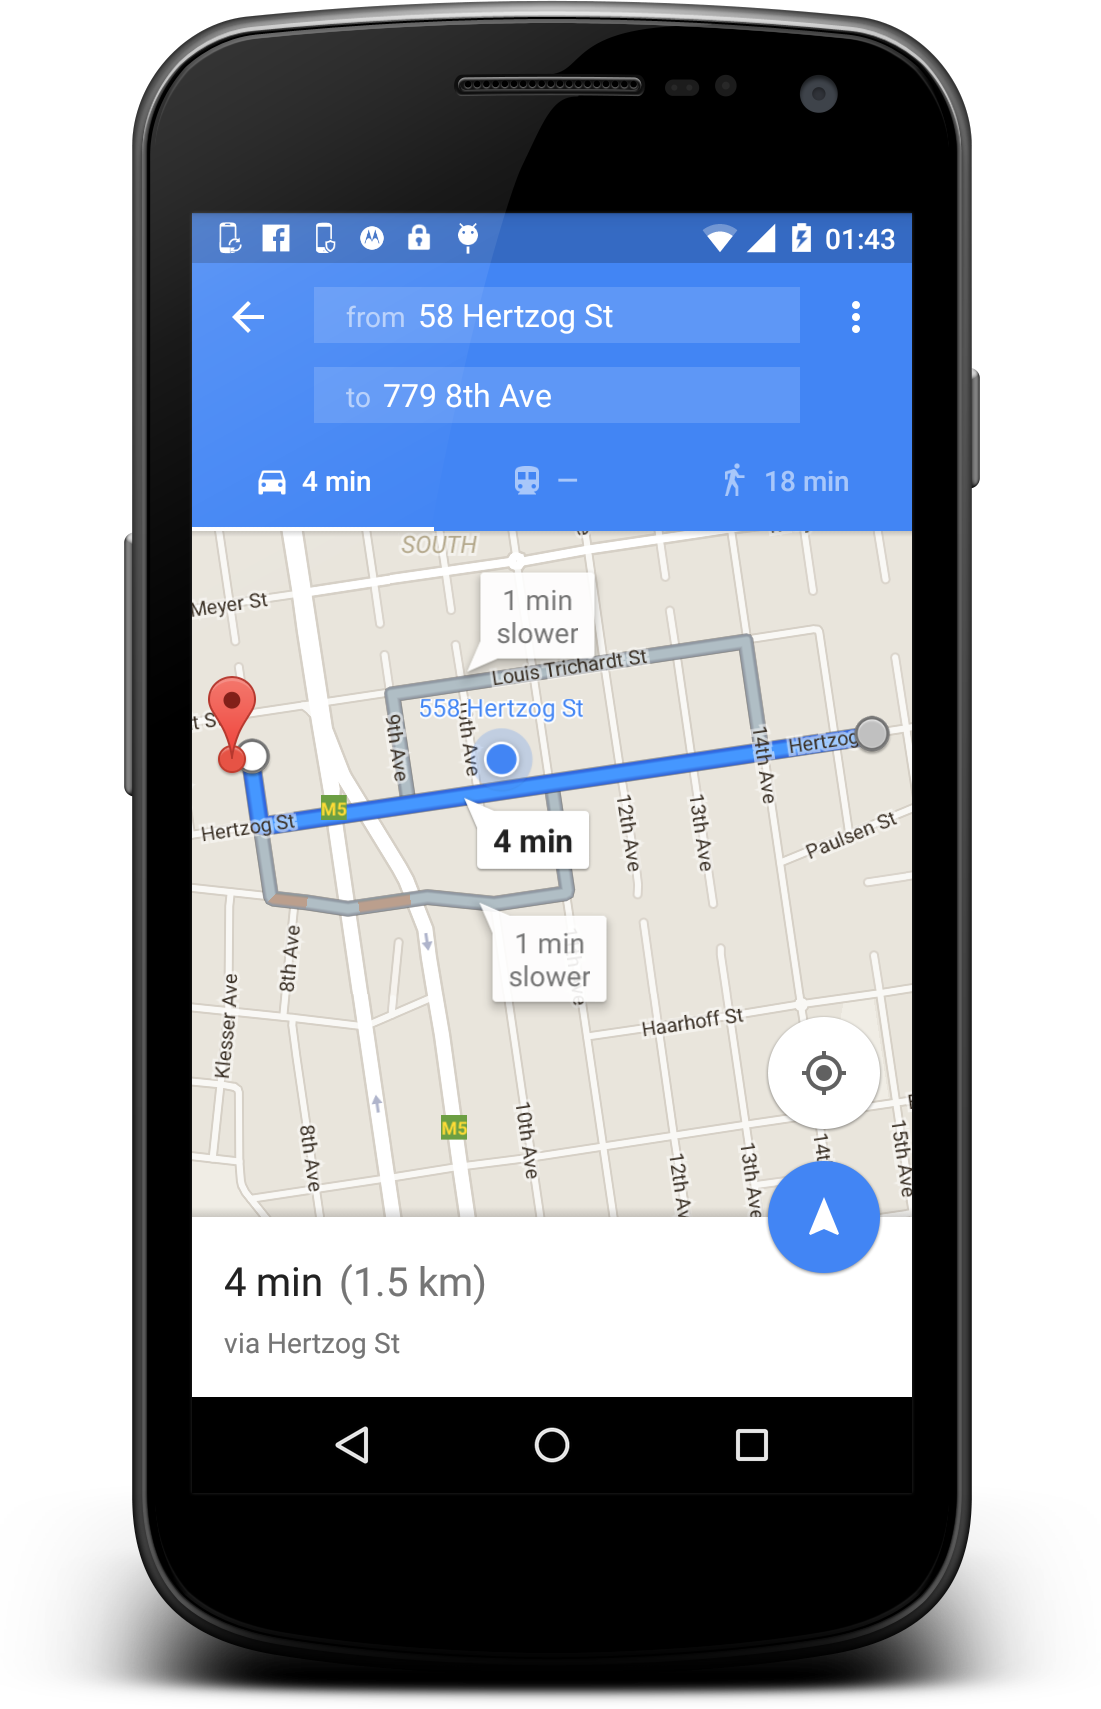 01:43
from 58 Hertzog St
to 779 8th Ave
4 min
18 min
SOUTH
Meyer St
1 min
slower
Louis Trichardt St
558 Hertzog St
9th Ave
10th Ave
14th Ave
Hertzog
M5
Hertzog St
4 min
12th Ave
13th Ave
Paulsen St
1 min
slower
8th Ave
Klesser Ave
Haarhoff St
M5
8th Ave
10th Ave
12th Av
13th Ave
14t
15th Ave
4 min (1.5 km)
via Hertzog St